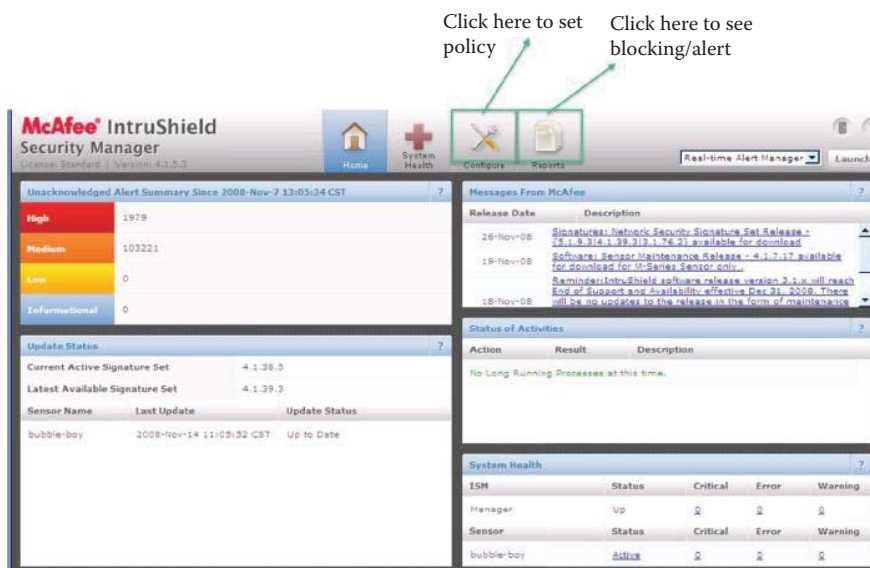 Click here to set
policy
Click here to see
blocking/alert
McAfee® IntruShield
Security Manager
License: Standard | Version: 4.1.5.3
Home
System
Health
Configure
Reports
Real-time Alert Manager
Launch
Unacknowledged Alert Summary Since 2008-Nov-7 13:05:34 CST ?
High 1979
Medium 103221
Low 0
Informational 0
Messages From McAfee ?
Release Date Description
26-Nov-08 Signatures: Network Security Signature Set Release -
(5.1.9.3|4.1.39.3|3.1.76.2) available for download
19-Nov-08 Software: Sensor Maintenance Release - 4.1.7.17 available
for download for M-Series Sensor only .
Reminder:IntruShield software release version 3.1.x will reach
End of Support and Availability effective Dec 31, 2008. There
18-Nov-08 will be no updates to the release in the form of maintenance
Update Status ?
Current Active Signature Set 4.1.38.5
Latest Available Signature Set 4.1.39.3
Sensor Name Last Update Update Status
bubble-boy 2008-Nov-14 11:05:52 CST Up to Date
Status of Activities ?
Action Result Description
No Long Running Processes at this time.
System Health ?
ISM Status Critical Error Warning
Manager Up 0 0 0
Sensor Status Critical Error Warning
bubble-boy Active 0 0 0